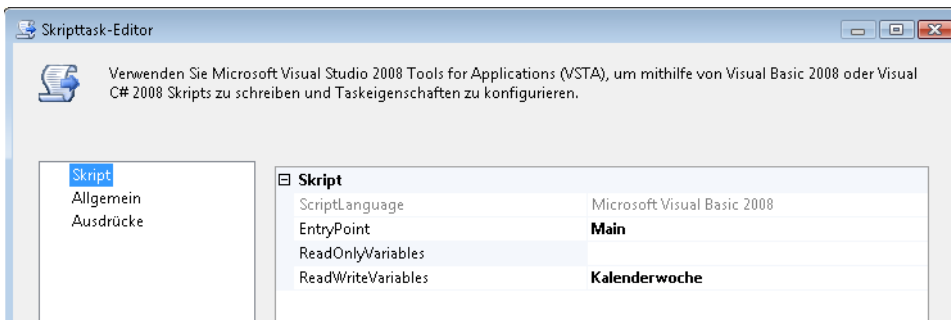 Skripttask-Editor
Verwenden Sie Microsoft Visual Studio 2008 Tools for Applications (VSTA), um mithilfe von Visual Basic 2008 oder Visual
C# 2008 Skripts zu schreiben und Taskeigenschaften zu konfigurieren.
Skript
Allgemein
Ausdrücke
Skript
ScriptLanguage Microsoft Visual Basic 2008
EntryPoint Main
ReadOnlyVariables
ReadWriteVariables Kalenderwoche